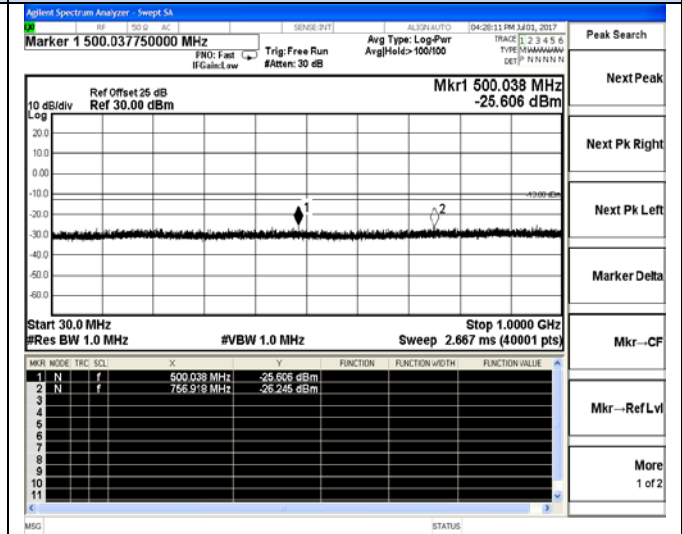 Agilent Spectrum Analyzer - Swept SA
RF 50 Ω AC SENSE:INT ALIGN AUTO 04:28:11 PM Jul 01, 2017
Marker 1 500.037750000 MHz
PNO: Fast
IFGain:Low
Trig: Free Run
#Atten: 30 dB
Avg Type: Log-Pwr
Avg|Hold:> 100/100
TRACE 1 2 3 4 5 6
TYPE MWWWWW
DET P N N N N N
Peak Search
Ref Offset 25 dB
10 dB/div Ref 30.00 dBm
Log
Mkr1 500.038 MHz
-25.606 dBm
20.0
10.0
0.00
-10.0
-13.00 dBm
-20.0
1
2
-30.0
-40.0
-50.0
-60.0
Start 30.0 MHz
Stop 1.0000 GHz
#Res BW 1.0 MHz #VBW 1.0 MHz Sweep 2.667 ms (40001 pts)
MKR MODE TRC SCL X Y FUNCTION FUNCTION WIDTH FUNCTION VALUE
1 N f 500.038 MHz -25.606 dBm
2 N f 756.918 MHz -26.245 dBm
3
4
5
6
7
8
9
10
11
MSG STATUS
Next Peak
Next Pk Right
Next Pk Left
Marker Delta
Mkr→CF
Mkr→Ref Lvl
More
1 of 2